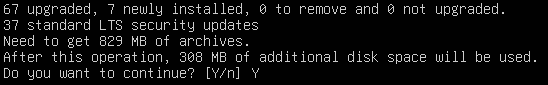 67 upgraded, 7 newly installed, 0 to remove and 0 not upgraded.
37 standard LTS security updates
Need to get 829 MB of archives.
After this operation, 308 MB of additional disk space will be used.
Do you want to continue? [Y/n] Y